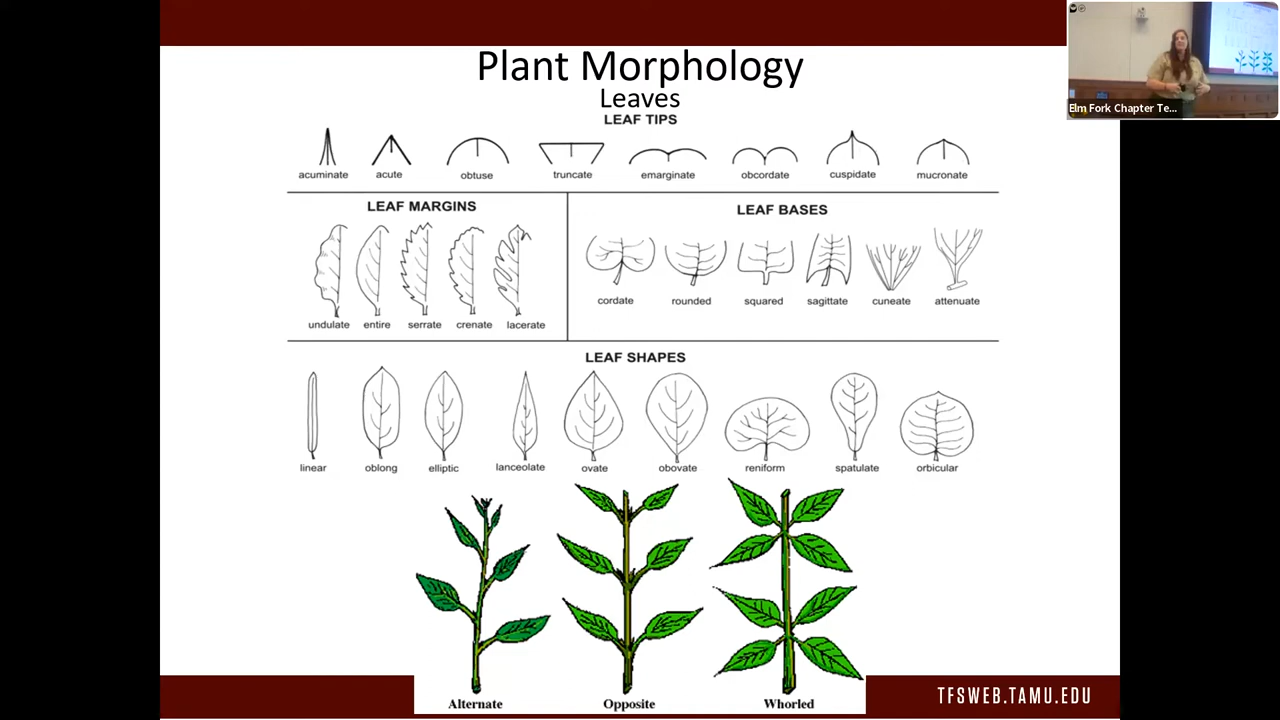 Plant Morphology
Leaves
LEAF TIPS
acuminate acute obtuse truncate emarginate obcordate cuspidate mucronate
LEAF MARGINS
undulate entire serrate crenate lacerate
LEAF BASES
cordate rounded squared sagittate cuneate attenuate
LEAF SHAPES
linear oblong elliptic lanceolate ovate obovate reniform spatulate orbicular
Alternate Opposite Whorled
TFSWEB.TAMU.EDU
Elm Fork Chapter Te...